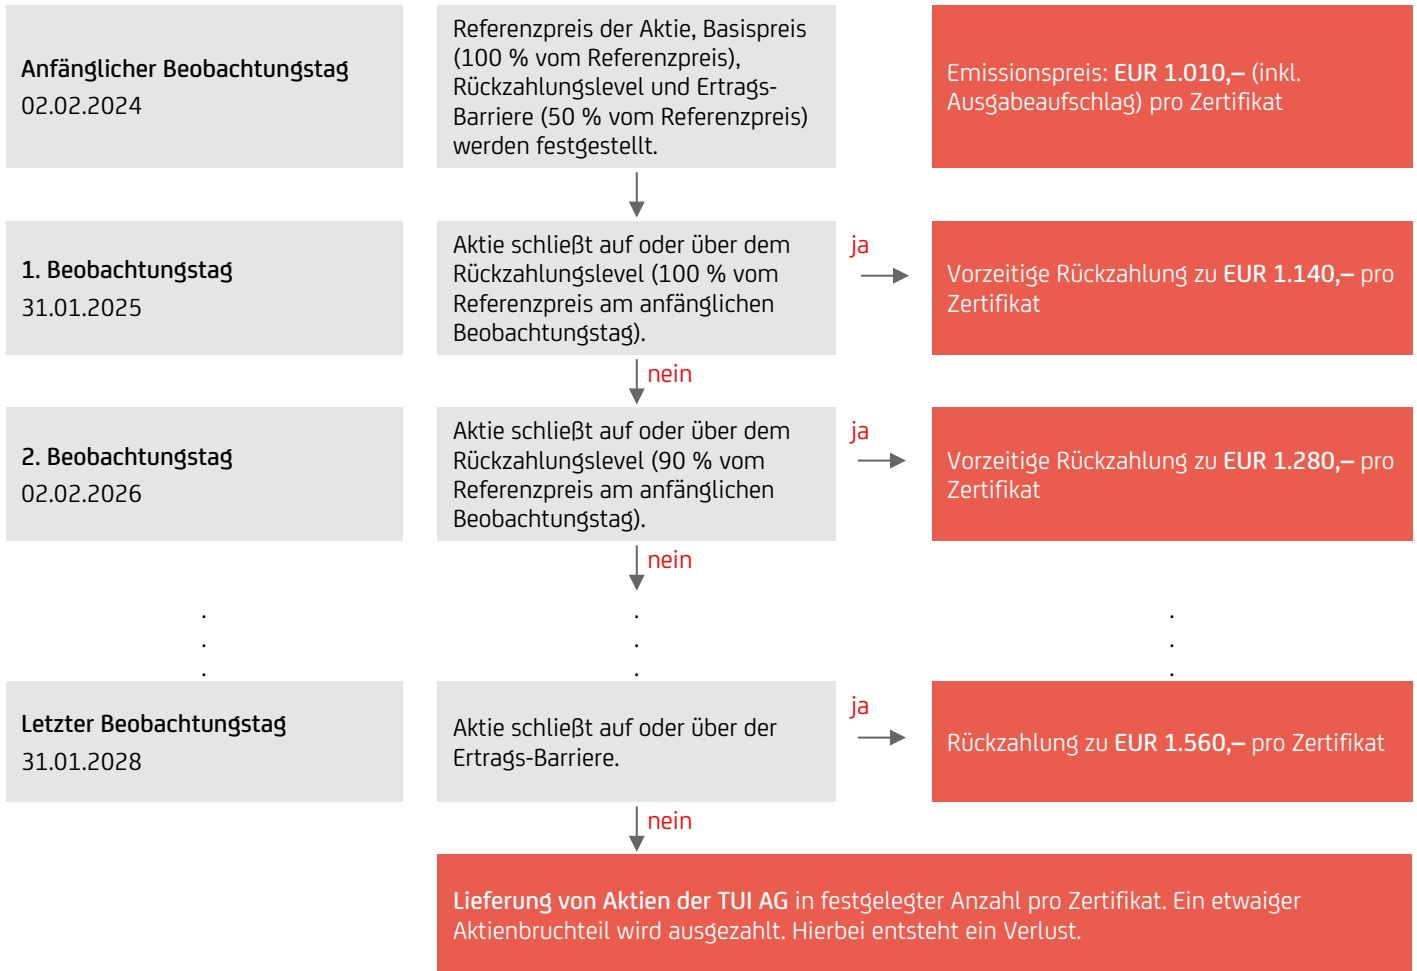 Anfänglicher Beobachtungstag
02.02.2024
Referenzpreis der Aktie, Basispreis
(100 % vom Referenzpreis),
Rückzahlungslevel und Ertrags-
Barriere (50 % vom Referenzpreis)
werden festgestellt.
Emissionspreis: EUR 1.010,– (inkl.
Ausgabeaufschlag) pro Zertifikat
1. Beobachtungstag
31.01.2025
Aktie schließt auf oder über dem
Rückzahlungslevel (100 % vom
Referenzpreis am anfänglichen
Beobachtungstag).
ja
Vorzeitige Rückzahlung zu EUR 1.140,– pro
Zertifikat
nein
2. Beobachtungstag
02.02.2026
Aktie schließt auf oder über dem
Rückzahlungslevel (90 % vom
Referenzpreis am anfänglichen
Beobachtungstag).
ja
Vorzeitige Rückzahlung zu EUR 1.280,– pro
Zertifikat
nein
. . .
. . .
. . .
Letzter Beobachtungstag
31.01.2028
Aktie schließt auf oder über der
Ertrags-Barriere.
ja
Rückzahlung zu EUR 1.560,– pro Zertifikat
nein
Lieferung von Aktien der TUI AG in festgelegter Anzahl pro Zertifikat. Ein etwaiger
Aktienbruchteil wird ausgezahlt. Hierbei entsteht ein Verlust.